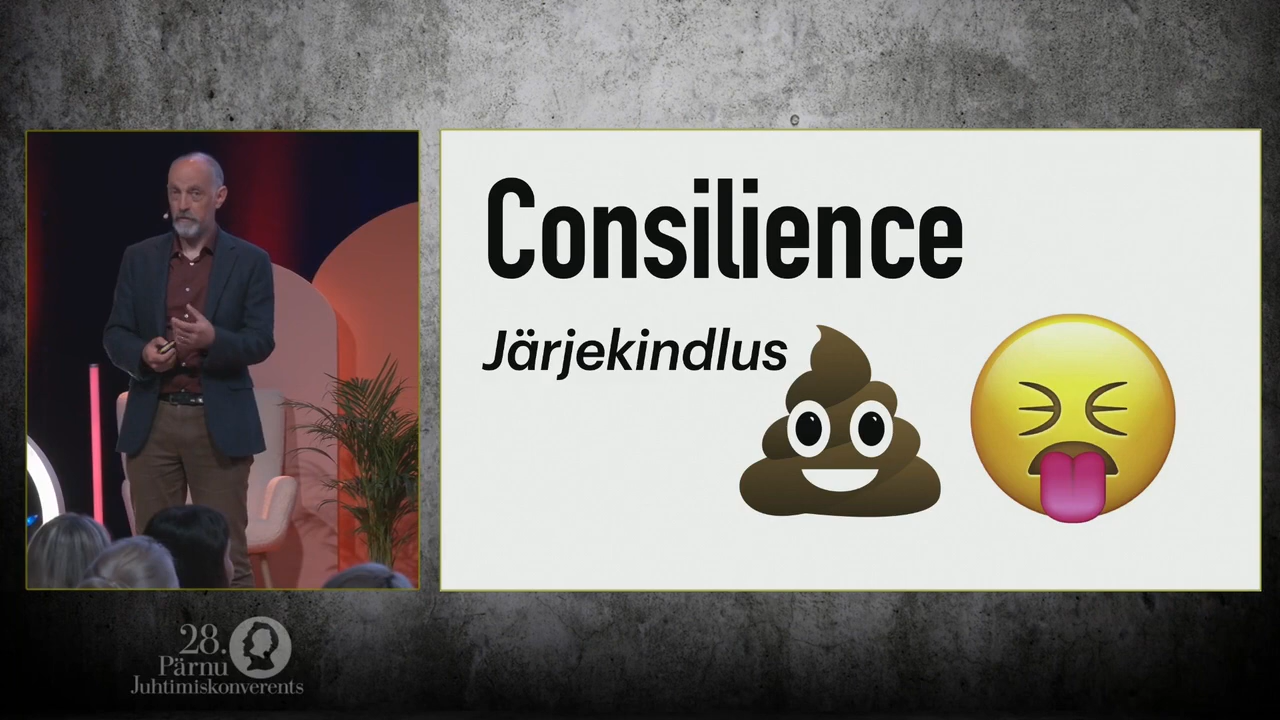 Consilience
Järjekindlus
28.
Pärnu
Juhtimiskonverents